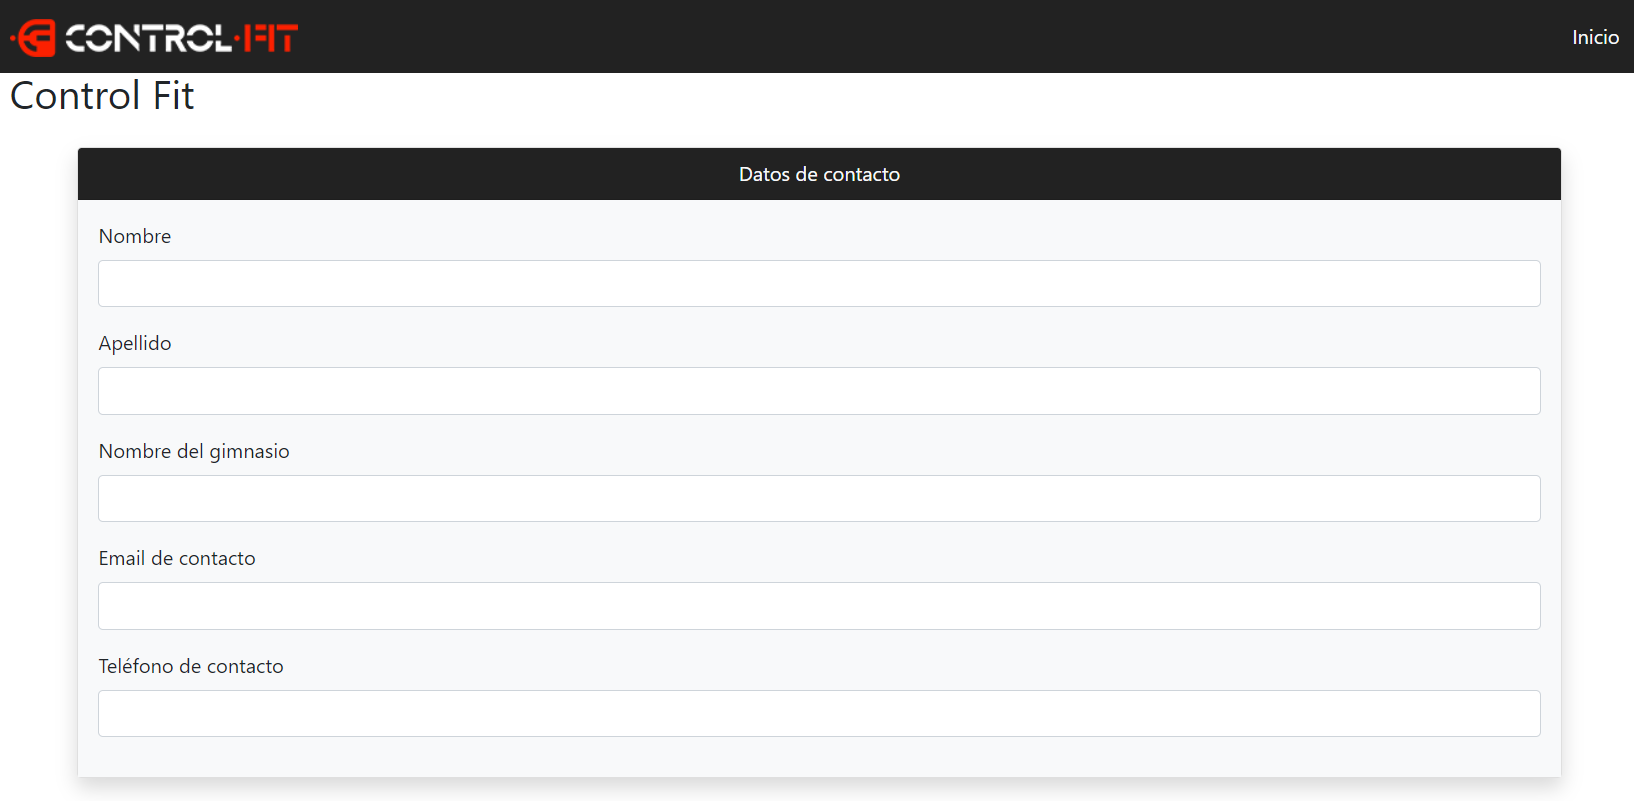 CONTROL·FIT
Inicio
Control Fit
Datos de contacto
Nombre
Apellido
Nombre del gimnasio
Email de contacto
Teléfono de contacto